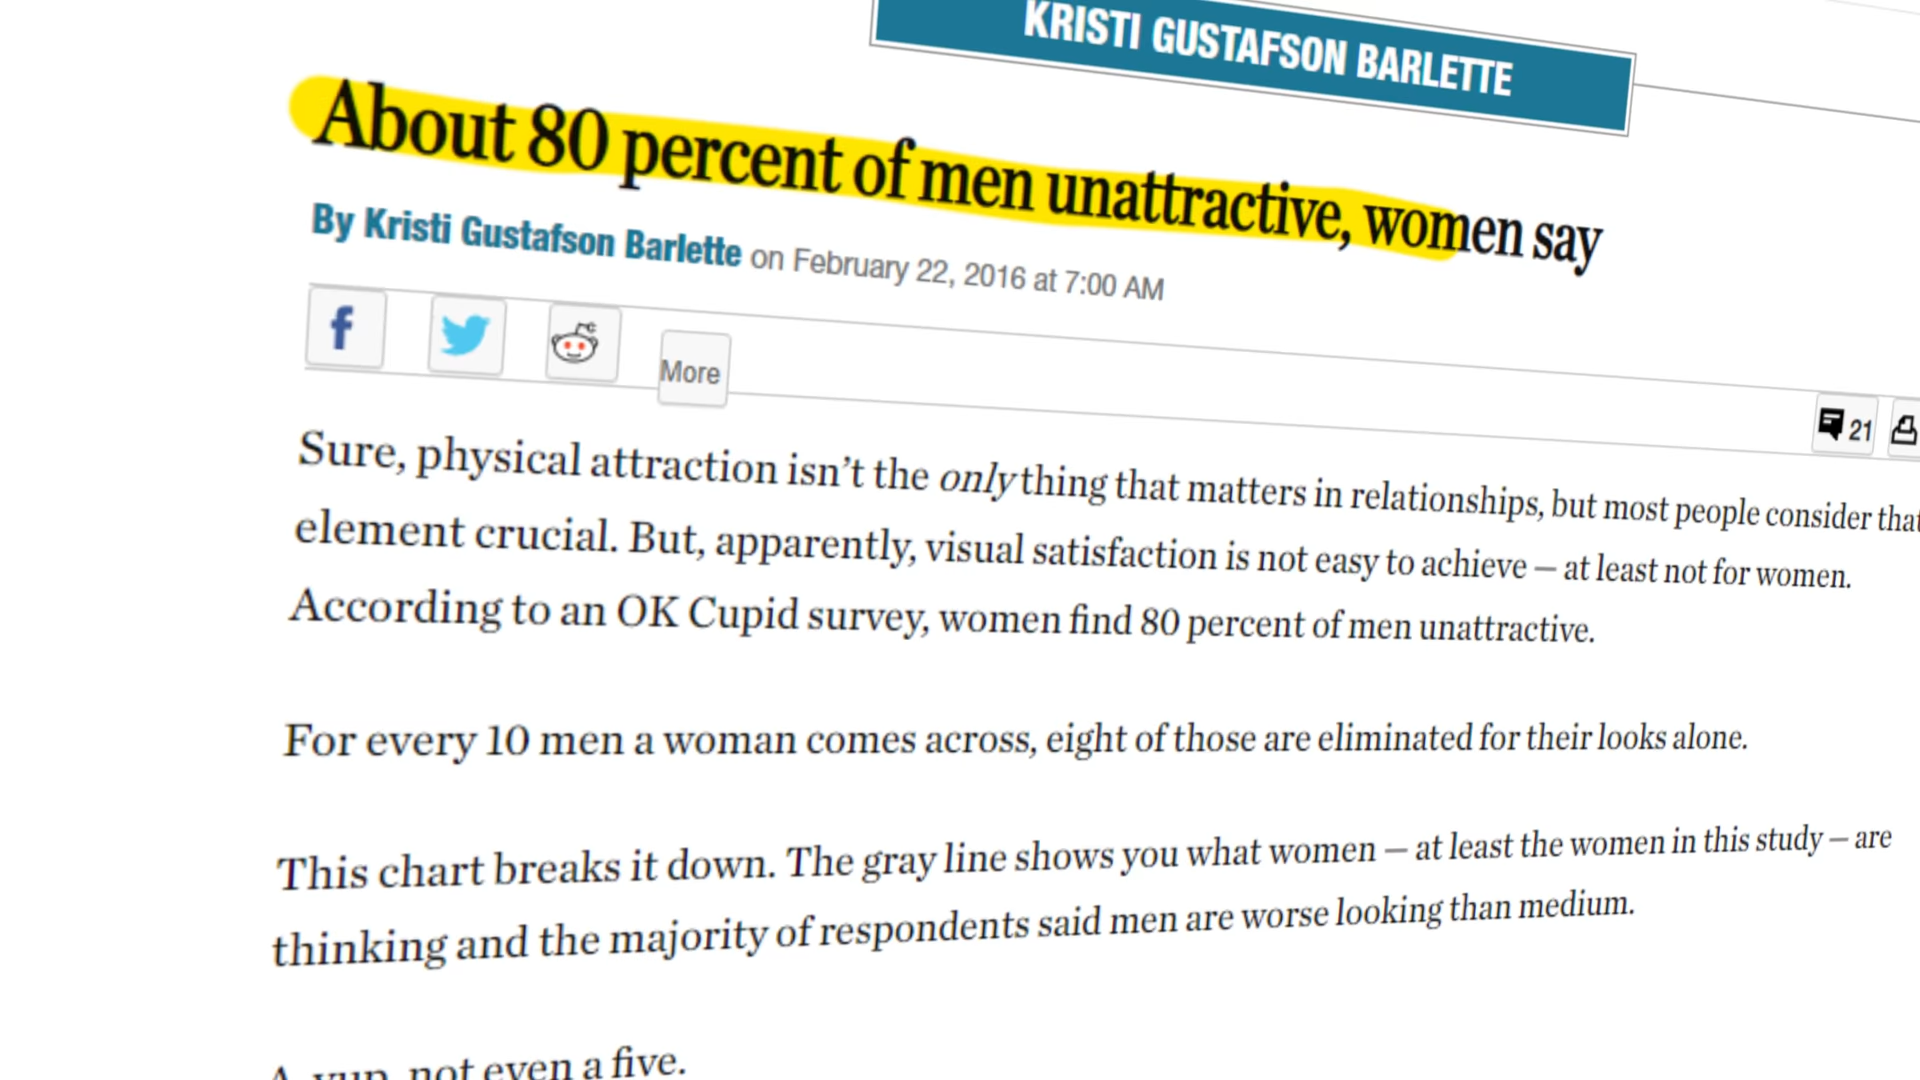 KRISTI GUSTAFSON BARLETTE
About 80 percent of men unattractive, women say
By Kristi Gustafson Barlette on February 22, 2016 at 7:00 AM
f
More
21
Sure, physical attraction isn’t the only thing that matters in relationships, but most people consider that
element crucial. But, apparently, visual satisfaction is not easy to achieve – at least not for women.
According to an OK Cupid survey, women find 80 percent of men unattractive.
For every 10 men a woman comes across, eight of those are eliminated for their looks alone.
This chart breaks it down. The gray line shows you what women – at least the women in this study – are
thinking and the majority of respondents said men are worse looking than medium.
not even a five.